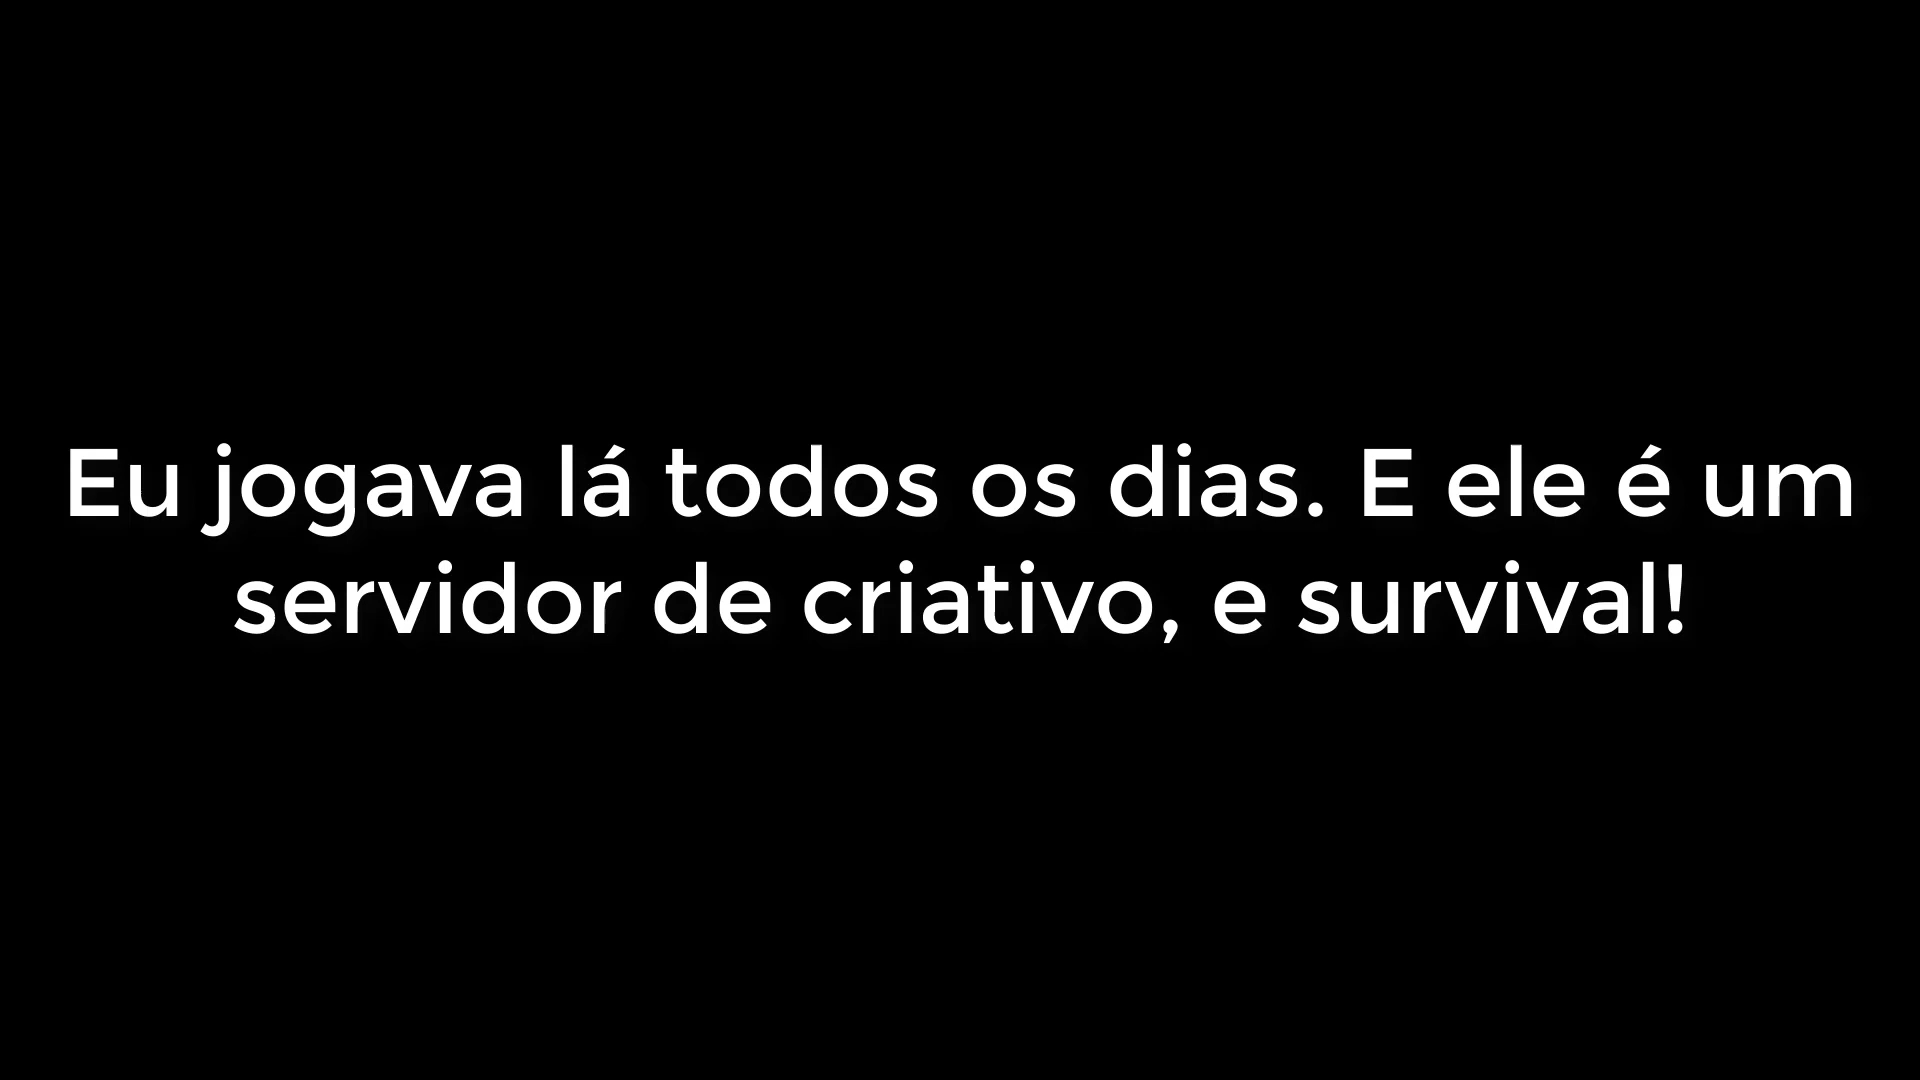 Eu jogava lá todos os dias. E ele é um
servidor de criativo, e survival!